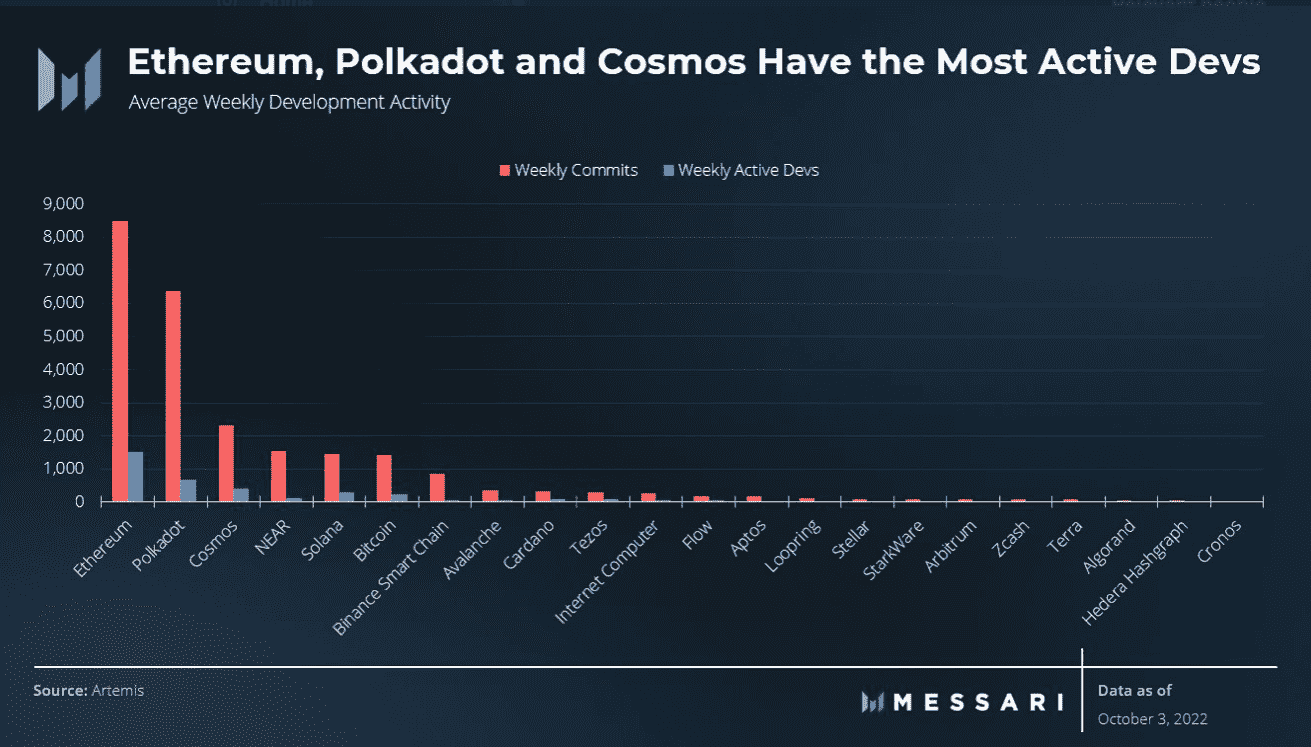 Ethereum, Polkadot and Cosmos Have the Most Active Devs
Average Weekly Development Activity
Weekly Commits Weekly Active Devs
9,000
8,000
7,000
6,000
5,000
4,000
3,000
2,000
1,000
0
Ethereum
Polkadot
Cosmos
NEAR
Solana
Bitcoin
Binance Smart Chain
Avalanche
Cardano
Tezos
Internet Computer
Flow
Aptos
Loopring
Stellar
StarkWare
Arbitrum
Zcash
Terra
Algorand
Hedera Hashgraph
Cronos
Source: Artemis
MESSARI
Data as of
October 3, 2022